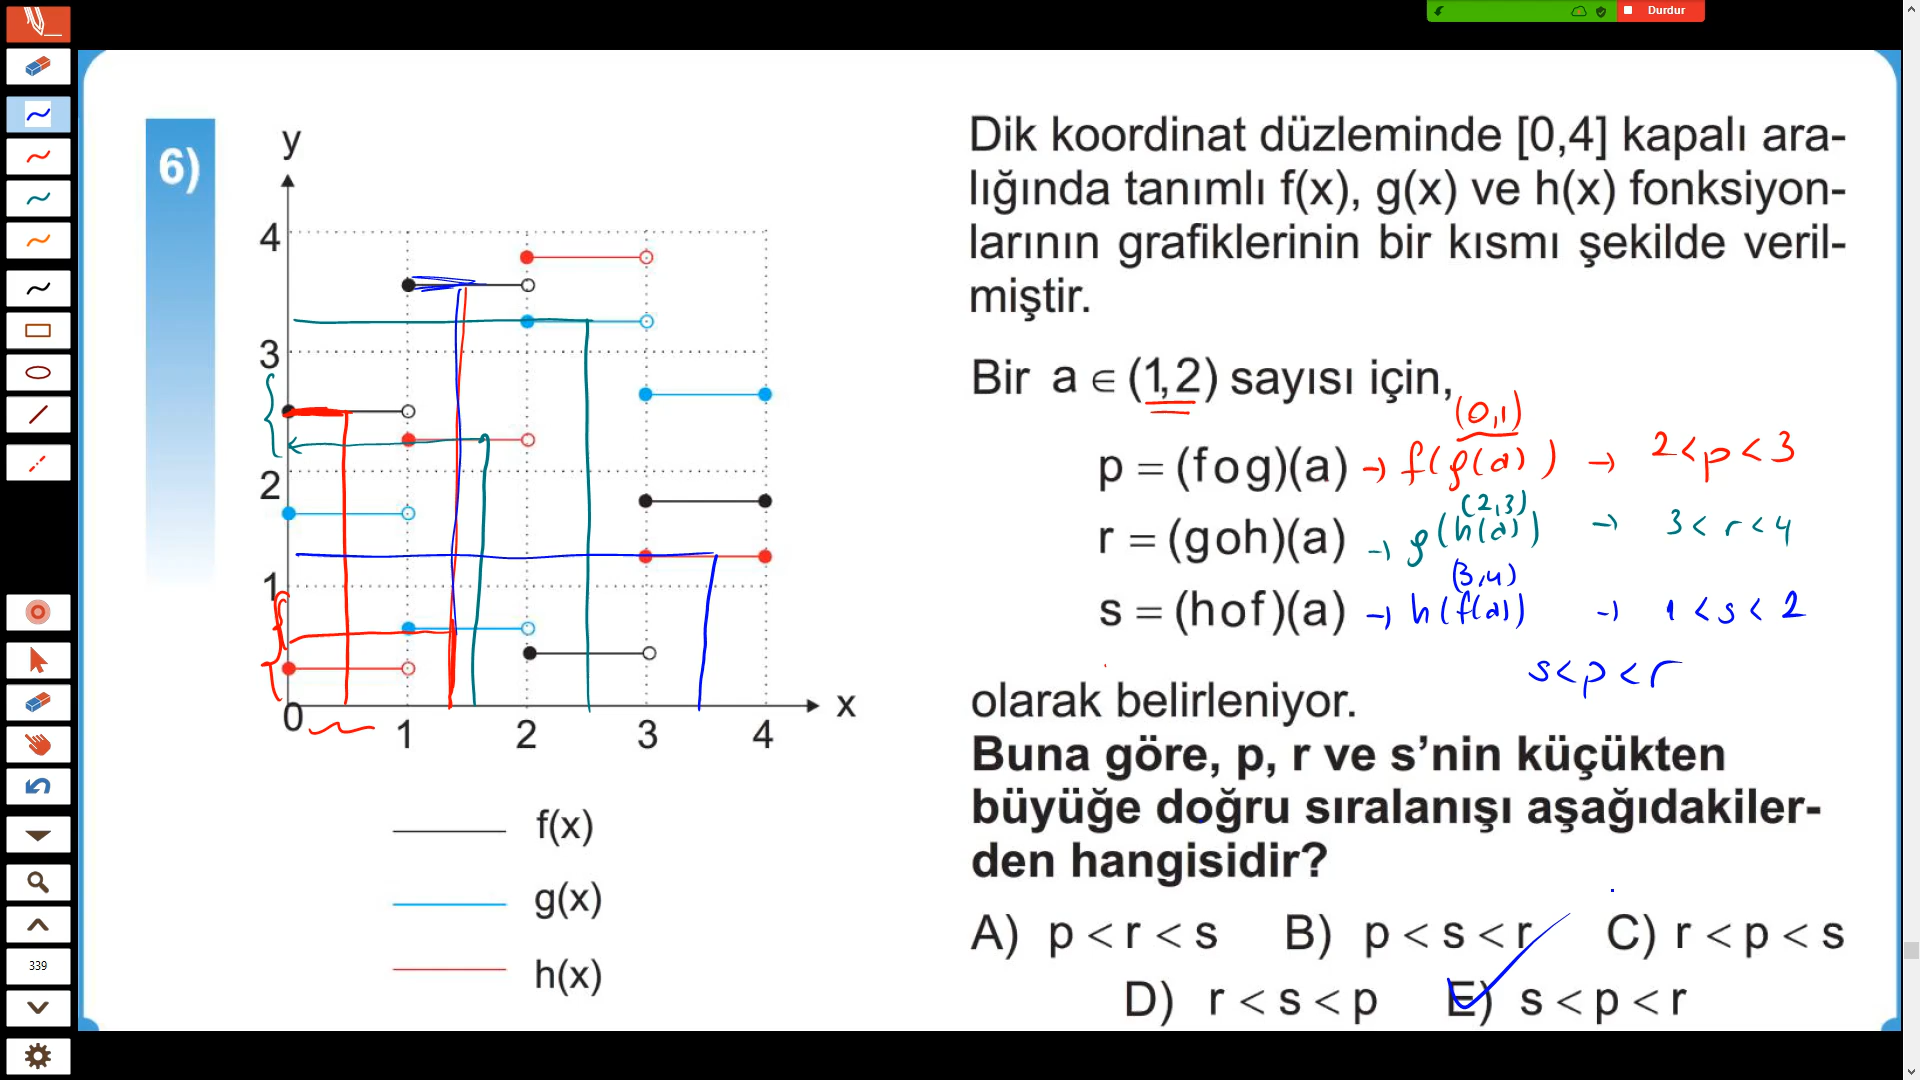 Durdur
6)
y
4
3
2
1
0
1
2
3
4
x
f(x)
g(x)
h(x)
Dik koordinat düzleminde [0,4] kapalı ara-
lığında tanımlı f(x), g(x) ve h(x) fonksiyon-
larının grafiklerinin bir kısmı şekilde veril-
miştir.
Bir a ∈ (1,2) sayısı için,
(0,1)
p = (fog)(a) → f(g(a)) → 2<p<3
(2,3)
r = (goh)(a) → g(h(a)) → 3<r<4
(3,4)
s = (hof)(a) → h(f(a)) → 1<s<2
s<p<r
olarak belirleniyor.
Buna göre, p, r ve s’nin küçükten
büyüğe doğru sıralanışı aşağıdakiler-
den hangisidir?
A) p < r < s B) p < s < r C) r < p < s
D) r < s < p E) s < p < r
339